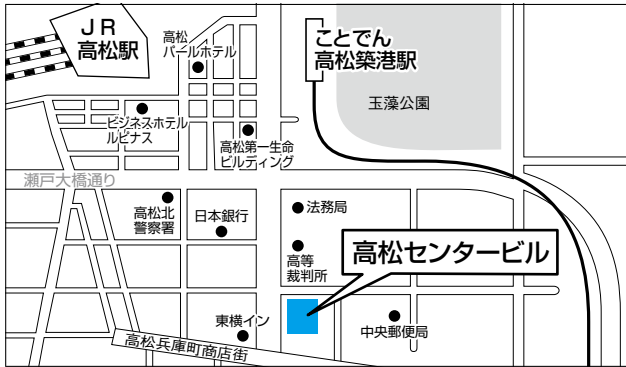 JR
高松駅
高松
パールホテル
ことでん
高松築港駅
玉藻公園
ビジネスホテル
ルピナス
高松第一生命
ビルディング
瀬戸大橋通り
高松北
警察署
日本銀行
法務局
高等
裁判所
高松センタービル
東横イン
中央郵便局
高松兵庫町商店街